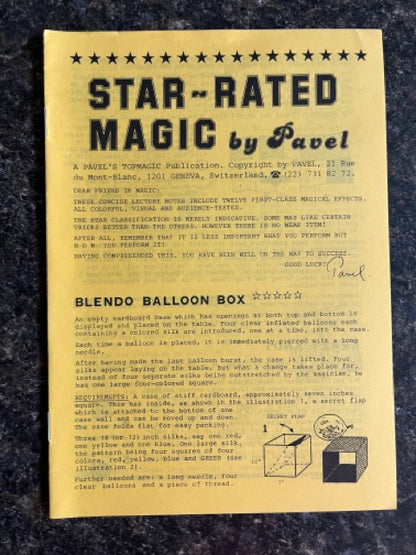 ★★★★★★★★★★★★★★★★★★★★★★
STAR~RATED
MAGIC by Pavel
A PAVEL'S TOPMAGIC Publication. Copyright by PAVEL, 21 Rue
du Mont-Blanc, 1201 GENEVA, Switzerland. ☎ (22) 731 82 72.
DEAR FRIEND IN MAGIC:
THESE CONCISE LECTURE NOTES INCLUDE TWELVE FIRST-CLASS MAGICAL EFFECTS.
ALL COLORFUL, VISUAL AND AUDIENCE-TESTED.
THE STAR CLASSIFICATION IS MERELY INDICATIVE. SOME MAY LIKE CERTAIN
TRICKS BETTER THAN THE OTHERS. HOWEVER THERE IS NO WEAK ITEM!
AFTER ALL, REMEMBER THAT IT IS LESS IMPORTANT WHAT YOU PERFORM BUT
H O W YOU PERFORM IT!
HAVING COMPREHENDED THIS, YOU HAVE BEEN WELL ON THE WAY TO SUCCESS.
GOOD LUCK!
Pavel
BLENDO BALLOON BOX ☆☆☆☆☆
An empty cardboard case which has openings at both top and bottom is
displayed and placed on the table. Four clear inflated balloons each
containing a colored silk are introduced, one at a time, into the case.
Each time a balloon is placed, it is immediately pierced with a long
needle.
After having made the last balloon burst, the case is lifted. Four
silks appear laying on the table. But what a change takes place for,
instead of four separate silks being outstretched by the magician, he
has one large four-colored square.
REQUIREMENTS: A case of stiff cardboard, approximately seven inches
square. This has inside, as shown in the illustration 1, a secret flap
which is attached to the bottom of one
case wall and can be moved up and down.
The case folds flat for easy packing.
Three 18 (or 12) inch silks, say one red,
one yellow and one blue. One large silk,
the pattern being four squares of four
colors, red, yellow, blue and GREEN (see
illustration 2).
Further needed are: a long needle, four
clear balloons and a piece of thread.
SECRET FLAP
1